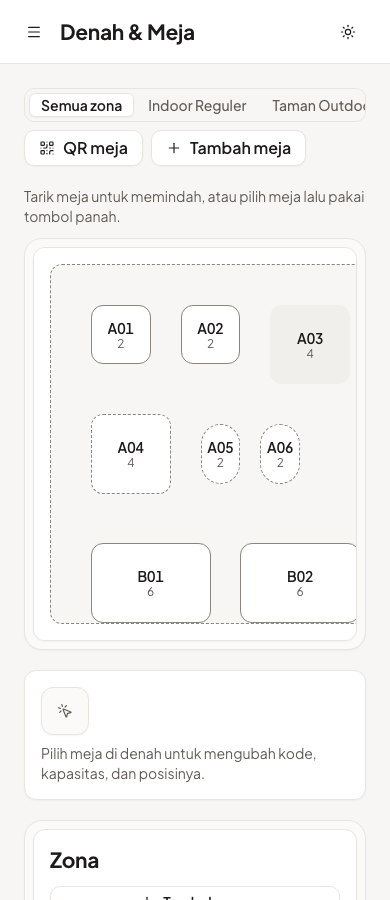 Denah & Meja
Semua zona Indoor Reguler Taman
QR meja Tambah meja
Tarik meja untuk memindah, atau pilih meja lalu pakai
tombol panah.
A01
2
A02
2
A03
4
A04
4
A05
2
A06
2
B01
6
B02
6
Pilih meja di denah untuk mengubah kode,
kapasitas, dan posisinya.
Zona